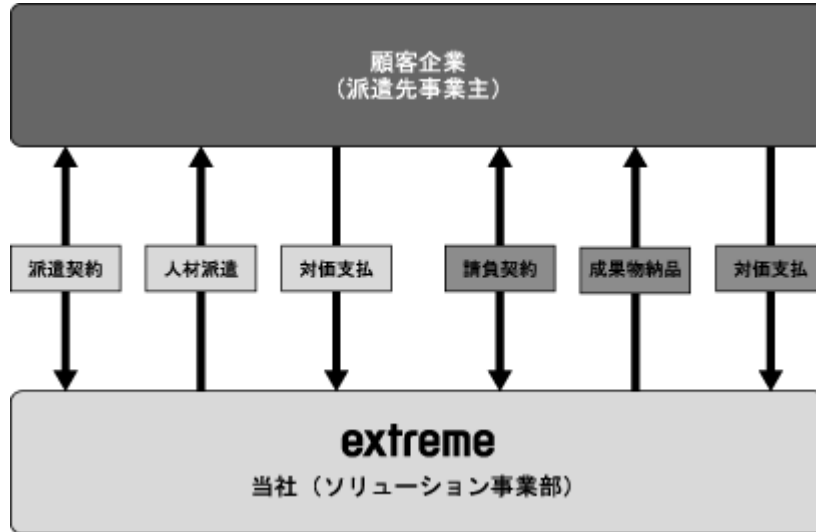 顧客企業
（派遣先事業主）
派遣契約
人材派遣
対価支払
請負契約
成果物納品
対価支払
extreme
当社（ソリューション事業部）